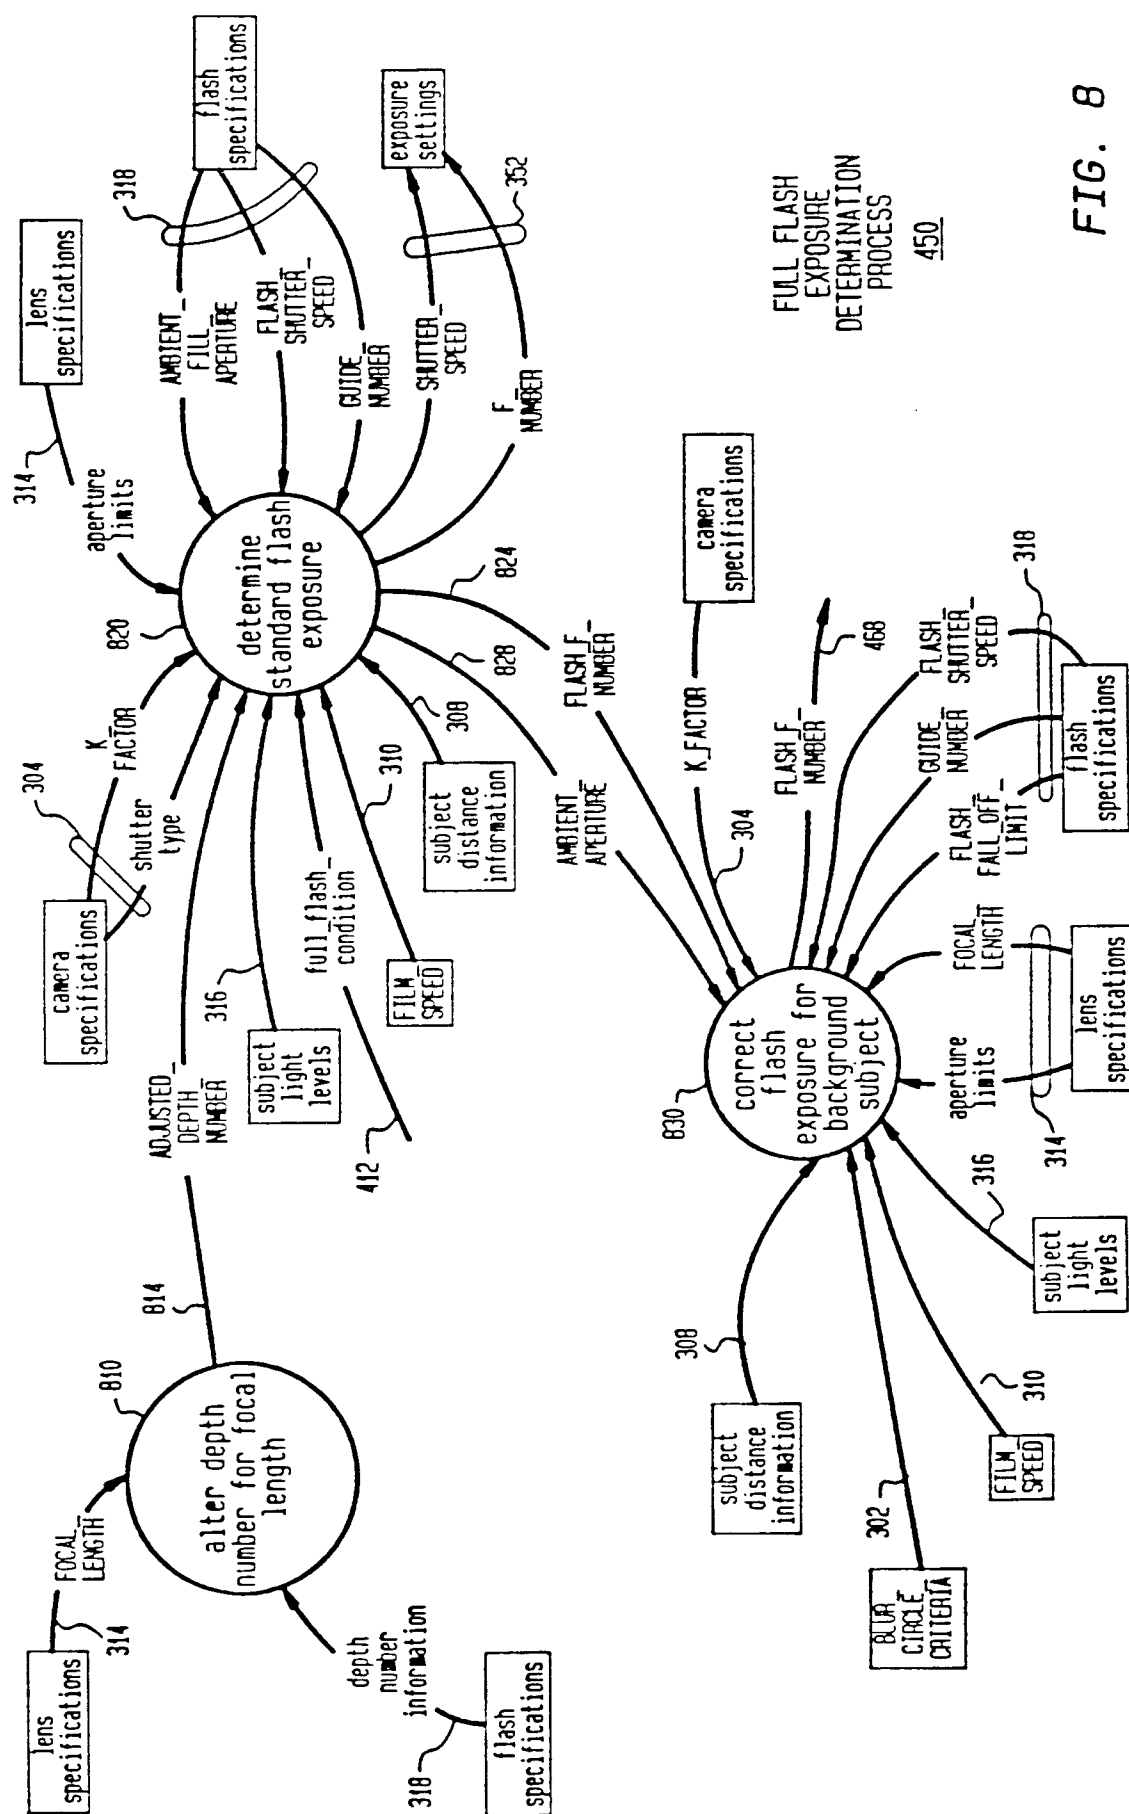 lens
specifications
314
FOCAL_
LENGTH
810
alter depth
number for focal
length
depth
number
information
318
flash
specifications
814
ADJUSTED_
DEPTH_
NUMBER
camera
specifications
304
K_
FACTOR
shutter
type
316
subject
light
levels
full_flash_
condition
412
FILM_
SPEED
310
subject
distance
information
308
820
determine
standard flash
exposure
aperture
limits
314
lens
specifications
AMBIENT_
FILL_
APERTURE
FLASH_
SHUTTER_
SPEED
GUIDE_
NUMBER
318
flash
specifications
SHUTTER_
SPEED
F_
NUMBER
352
exposure
settings
824
828
FLASH_F_
NUMBER
AMBIENT_
APERTURE
830
correct
flash
exposure for
background
subject
K_FACTOR
304
camera
specifications
FLASH_F_
NUMBER
468
FLASH_
SHUTTER_
SPEED
GUIDE_
NUMBER
FLASH_
FALL_OFF_
LIMIT
318
flash
specifications
FOCAL_
LENGTH
aperture
limits
314
lens
specifications
316
subject
light
levels
308
subject
distance
information
302
BLUR_
CIRCLE_
CRITERIA
310
FILM_
SPEED
FULL FLASH
EXPOSURE
DETERMINATION
PROCESS
450
FIG. 8